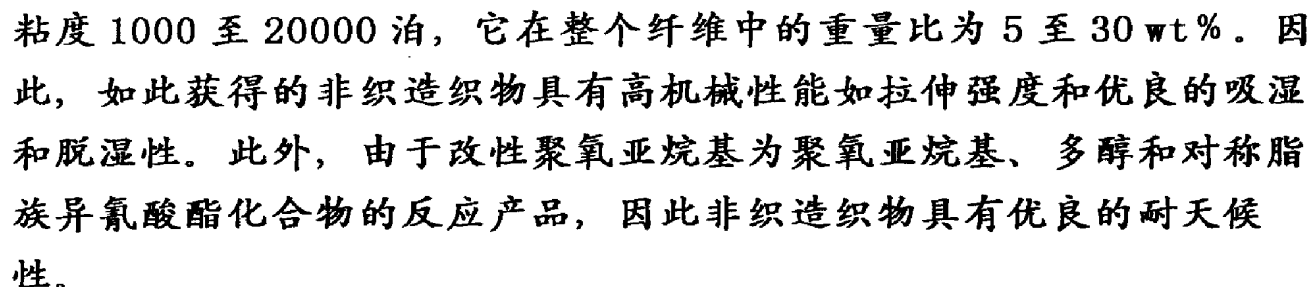 粘度 1000 至 20000 泊，它在整个纤维中的重量比为 5 至 30 wt%。因
此，如此获得的非织造织物具有高机械性能如拉伸强度和优良的吸湿
和脱湿性。此外，由于改性聚氧亚烷基为聚氧亚烷基、多醇和对称脂
族异氰酸酯化合物的反应产品，因此非织造织物具有优良的耐天候
性。